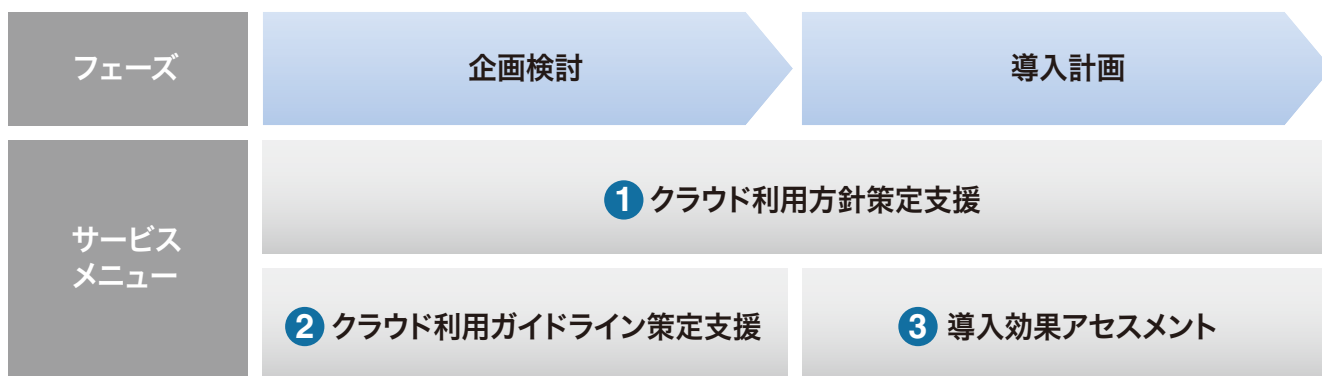 フェーズ
企画検討
導入計画
サービス
メニュー
1 クラウド利用方針策定支援
2 クラウド利用ガイドライン策定支援
3 導入効果アセスメント